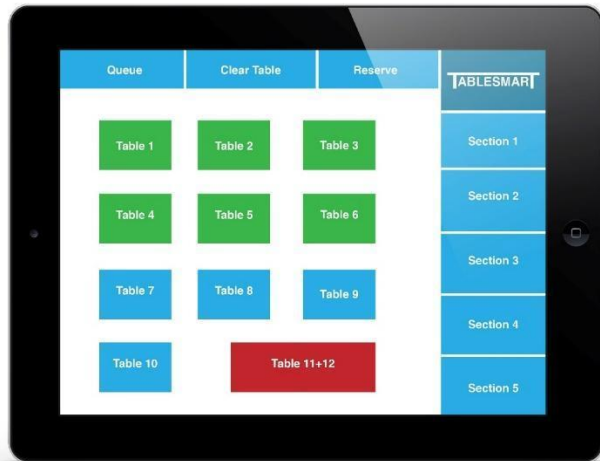 Queue
Clear Table
Reserve
TABLESMART
Table 1
Table 2
Table 3
Section 1
Table 4
Table 5
Table 6
Section 2
Table 7
Table 8
Table 9
Section 3
Table 10
Table 11+12
Section 4
Section 5